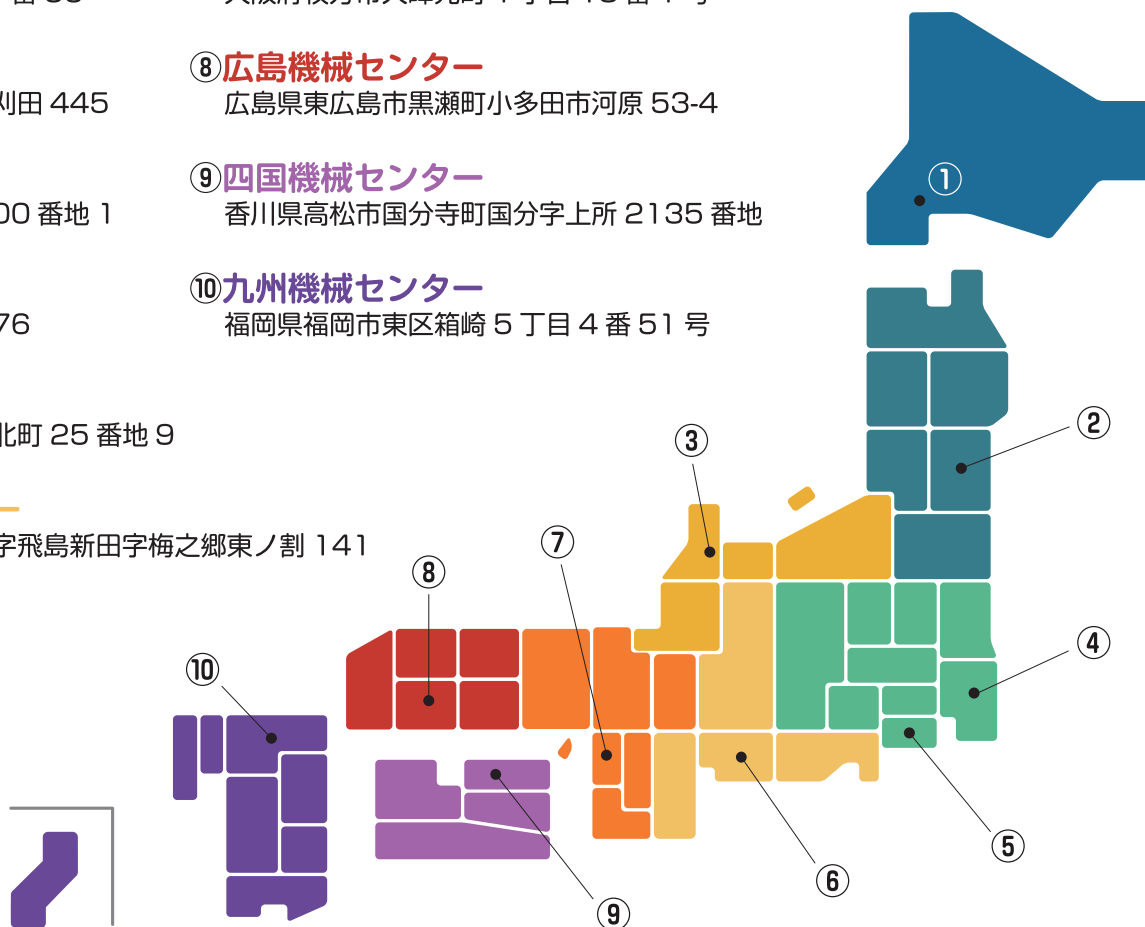 ⑧広島機械センター
広島県東広島市黒瀬町小多田市河原 53-4
刈田 445
⑨四国機械センター
香川県高松市国分寺町国分字上所 2135 番地
00 番地 1
⑩九州機械センター
福岡県福岡市東区箱崎 5 丁目 4 番 51 号
76
北町 25 番地 9
字飛島新田字梅之郷東ノ割 141
①
②
③
④
⑤
⑥
⑦
⑧
⑨
⑩